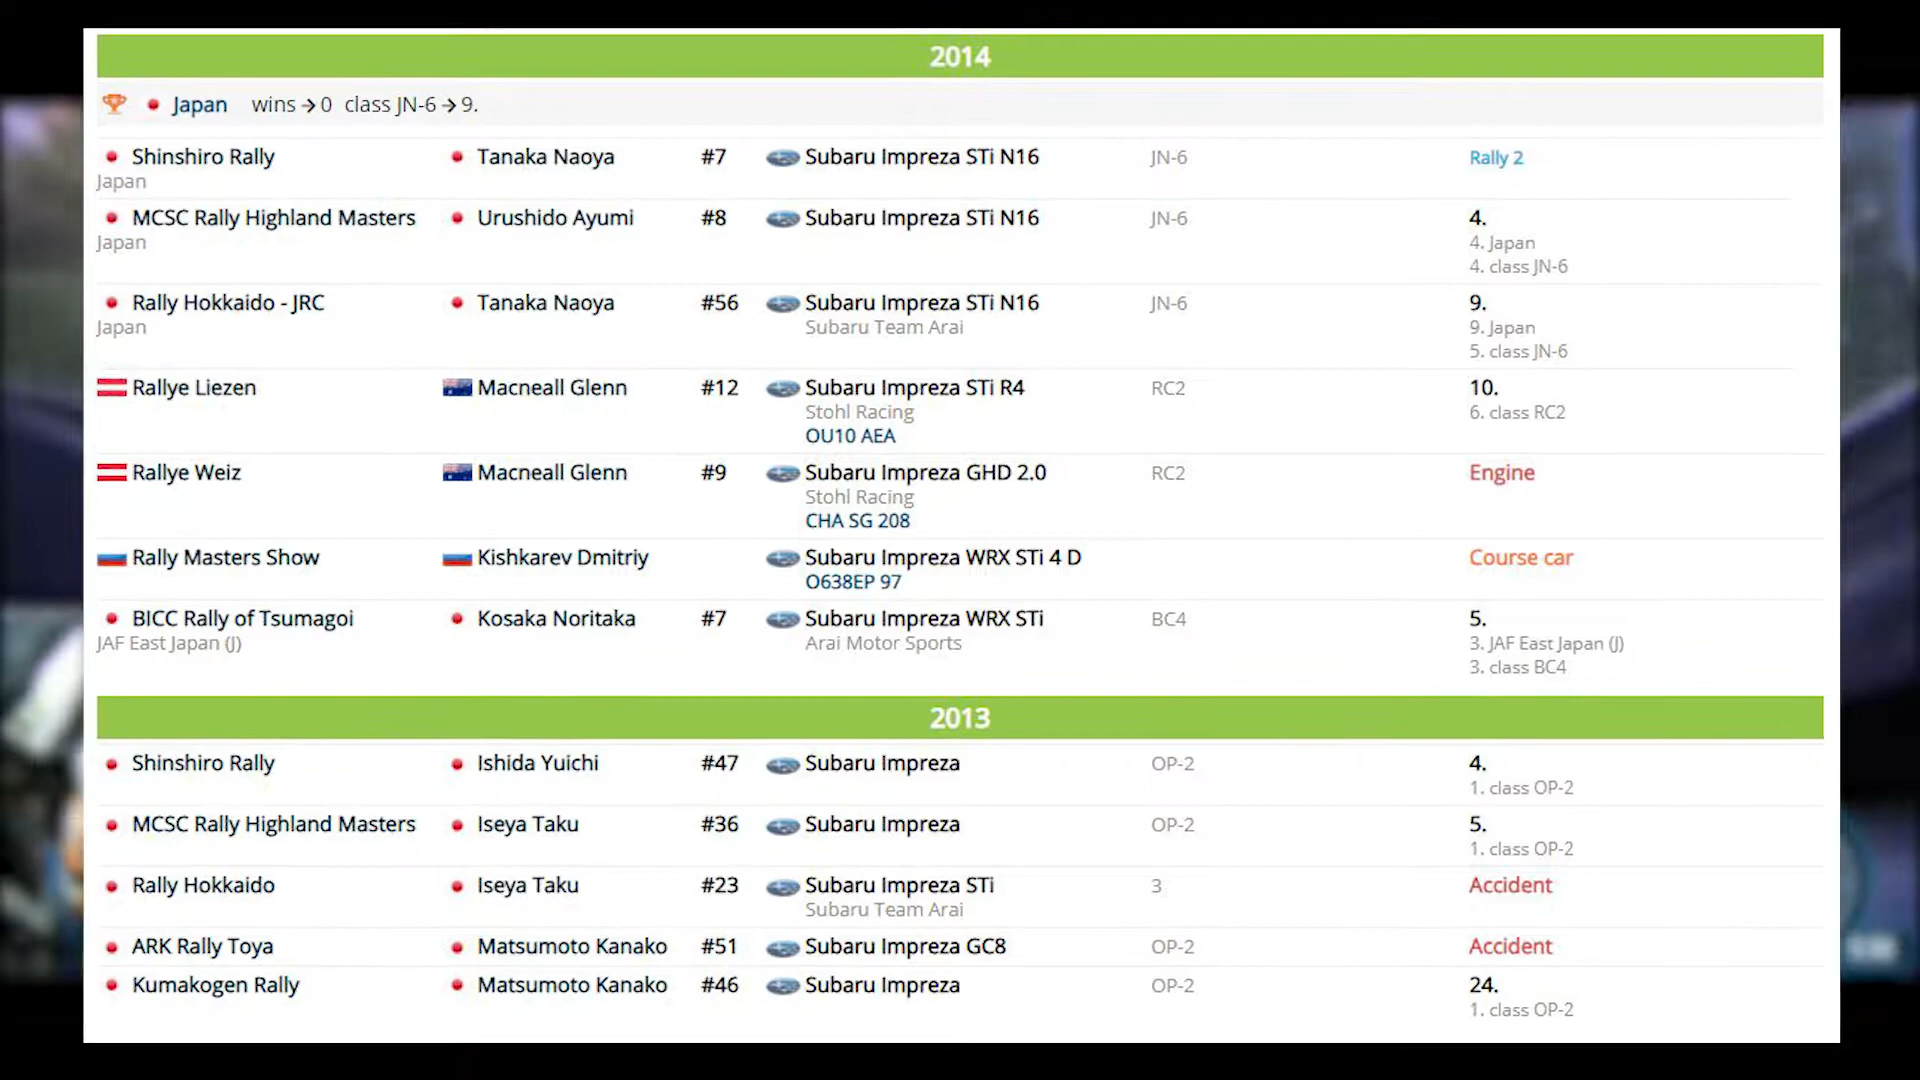 2014
Japan wins → 0 class JN-6 → 9.
Shinshiro Rally Tanaka Naoya #7 Subaru Impreza STi N16 JN-6 Rally 2
Japan
MCSC Rally Highland Masters Urushido Ayumi #8 Subaru Impreza STi N16 JN-6 4.
Japan 4. Japan
4. class JN-6
Rally Hokkaido - JRC Tanaka Naoya #56 Subaru Impreza STi N16 JN-6 9.
Japan Subaru Team Arai 9. Japan
5. class JN-6
Rallye Liezen Macneall Glenn #12 Subaru Impreza STi R4 RC2 10.
Stohl Racing 6. class RC2
OU10 AEA
Rallye Weiz Macneall Glenn #9 Subaru Impreza GHD 2.0 RC2 Engine
Stohl Racing
CHA SG 208
Rally Masters Show Kishkarev Dmitriy Subaru Impreza WRX STi 4 D Course car
O638EP 97
BICC Rally of Tsumagoi Kosaka Noritaka #7 Subaru Impreza WRX STi BC4 5.
JAF East Japan (J) Arai Motor Sports 3. JAF East Japan (J)
3. class BC4
2013
Shinshiro Rally Ishida Yuichi #47 Subaru Impreza OP-2 4.
1. class OP-2
MCSC Rally Highland Masters Iseya Taku #36 Subaru Impreza OP-2 5.
1. class OP-2
Rally Hokkaido Iseya Taku #23 Subaru Impreza STi 3 Accident
Subaru Team Arai
ARK Rally Toya Matsumoto Kanako #51 Subaru Impreza GC8 OP-2 Accident
Kumakogen Rally Matsumoto Kanako #46 Subaru Impreza OP-2 24.
1. class OP-2